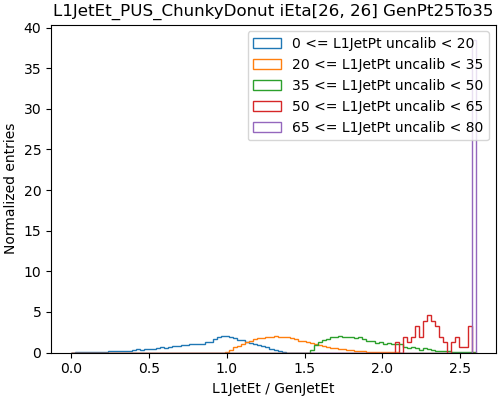 L1JetEt_PUS_ChunkyDonut iEta[26, 26] GenPt25To35
0 <= L1JetPt uncalib < 20
20 <= L1JetPt uncalib < 35
35 <= L1JetPt uncalib < 50
50 <= L1JetPt uncalib < 65
65 <= L1JetPt uncalib < 80
Normalized entries
40
35
30
25
20
15
10
5
0
0.0 0.5 1.0 1.5 2.0 2.5
L1JetEt / GenJetEt